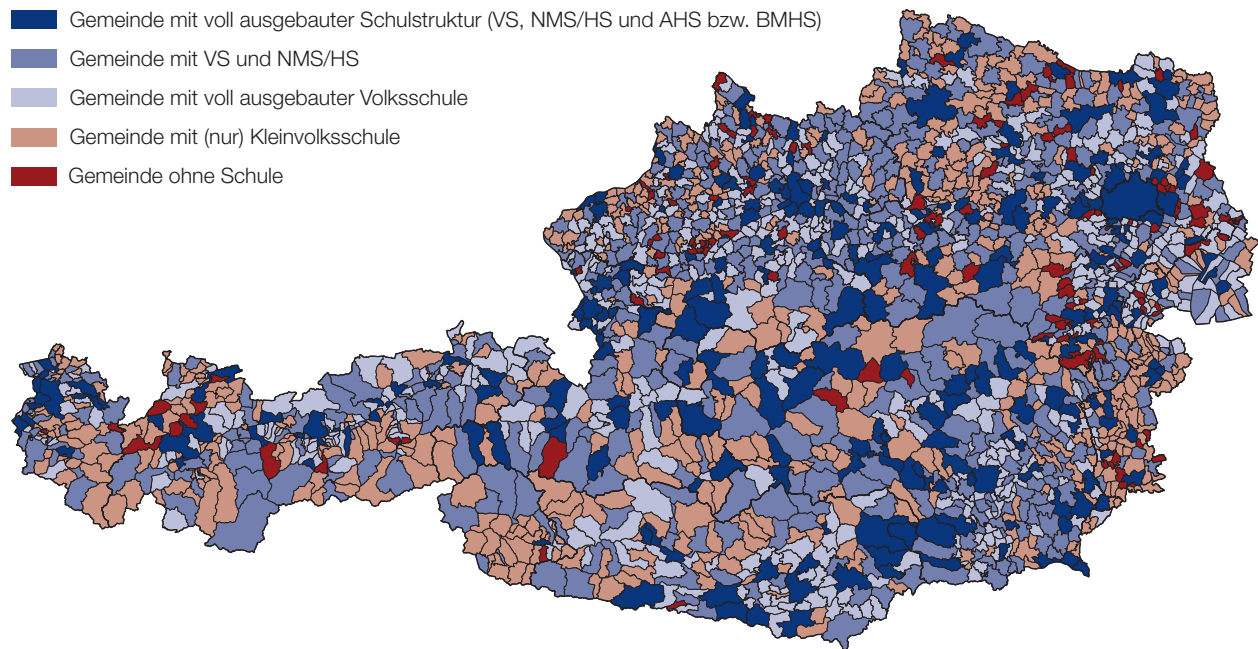 Gemeinde mit voll ausgebauter Schulstruktur (VS, NMS/HS und AHS bzw. BMHS)
Gemeinde mit VS und NMS/HS
Gemeinde mit voll ausgebauter Volksschule
Gemeinde mit (nur) Kleinvolksschule
Gemeinde ohne Schule